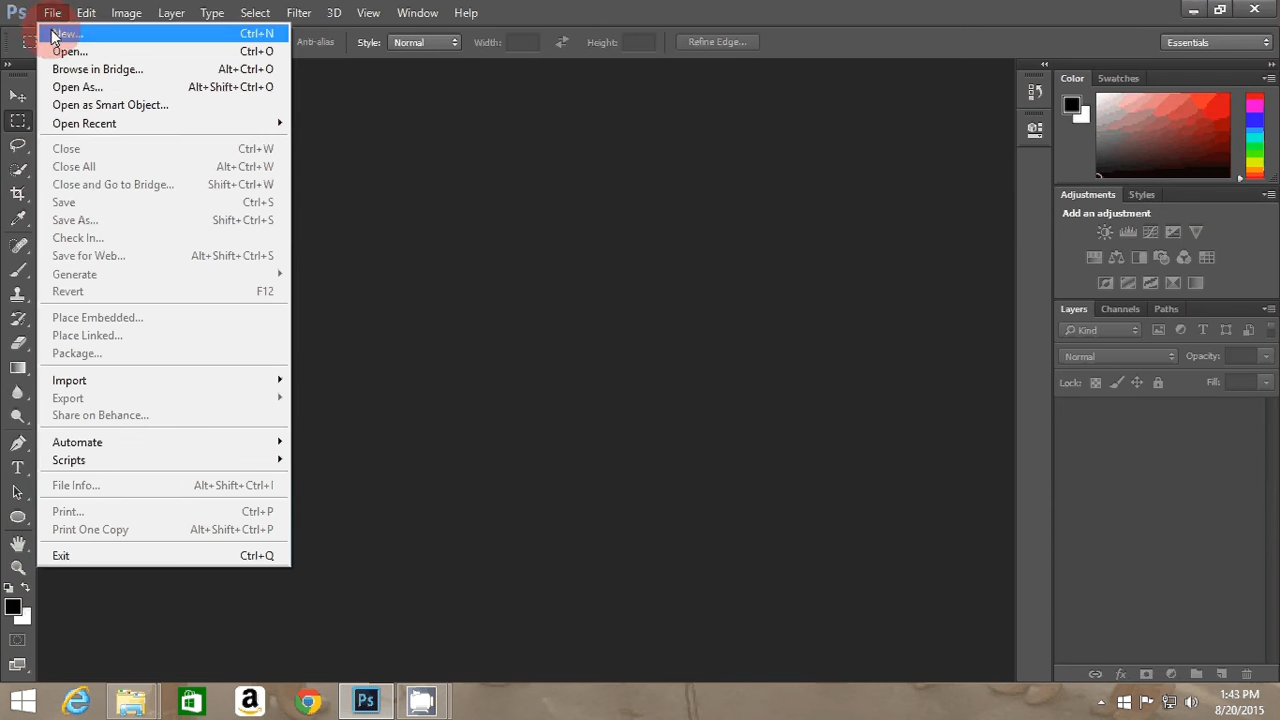 Ps File Edit Image Layer Type Select Filter 3D View Window Help
Anti-alias Style: Normal Width: Height: Refine Edge... Essentials
New... Ctrl+N
Open... Ctrl+O
Browse in Bridge... Alt+Ctrl+O
Open As... Alt+Shift+Ctrl+O
Open as Smart Object...
Open Recent
Close Ctrl+W
Close All Alt+Ctrl+W
Close and Go to Bridge... Shift+Ctrl+W
Save Ctrl+S
Save As... Shift+Ctrl+S
Check In...
Save for Web... Alt+Shift+Ctrl+S
Generate
Revert F12
Place Embedded...
Place Linked...
Package...
Import
Export
Share on Behance...
Automate
Scripts
File Info... Alt+Shift+Ctrl+I
Print... Ctrl+P
Print One Copy Alt+Shift+Ctrl+P
Exit Ctrl+Q
Color Swatches
Adjustments Styles
Add an adjustment
Layers Channels Paths
Kind
Normal Opacity:
Lock: Fill:
Ps
1:43 PM
8/20/2015